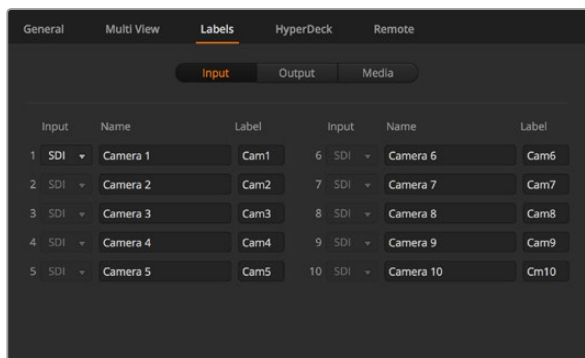 General Multi View Labels HyperDeck Remote
Input Output Media
Input Name Label Input Name Label
1 SDI Camera 1 Cam1 6 SDI Camera 6 Cam6
2 SDI Camera 2 Cam2 7 SDI Camera 7 Cam7
3 SDI Camera 3 Cam3 8 SDI Camera 8 Cam8
4 SDI Camera 4 Cam4 9 SDI Camera 9 Cam9
5 SDI Camera 5 Cam5 10 SDI Camera 10 Cm10